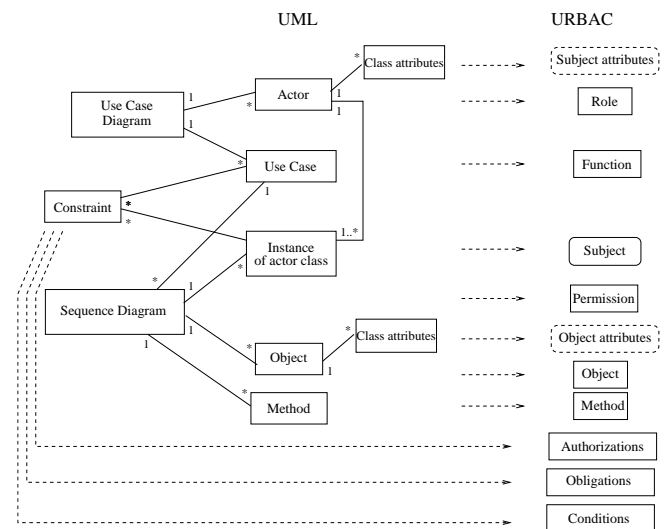 UML
URBAC
*
Class attributes
Subject attributes
1
1
Use Case
Diagram
*
Actor
1
1
Role
1
*
Use Case
1
Function
*
*
Constraint
*
1..*
Instance
of actor class
Subject
*
1
*
Sequence Diagram
1
1
Permission
*
Class attributes
Object attributes
*
Object
1
Object
*
Method
Method
Authorizations
Obligations
Conditions